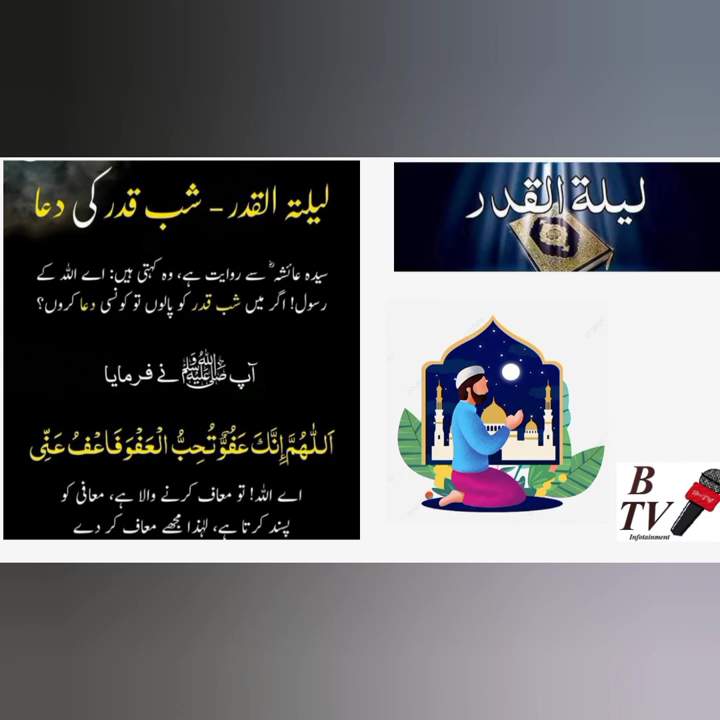 لیلتہ القدر - شب قدر کی دعا
سیدہ عائشہؓ سے روایت ہے، وہ کہتی ہیں: اے اللہ کے
رسول! اگر میں شب قدر کو پالوں تو کونسی دعا کروں؟
آپ ﷺ نے فرمایا
اَللّٰهُمَّ إِنَّكَ عَفُوٌّ تُحِبُّ الْعَفْوَ فَاعْفُ عَنِّی
اے اللہ! تو معاف کرنے والا ہے، معافی کو
پسند کرتا ہے، لہٰذا مجھے معاف کر دے
ليلة القدر
B
TV
Infotainment